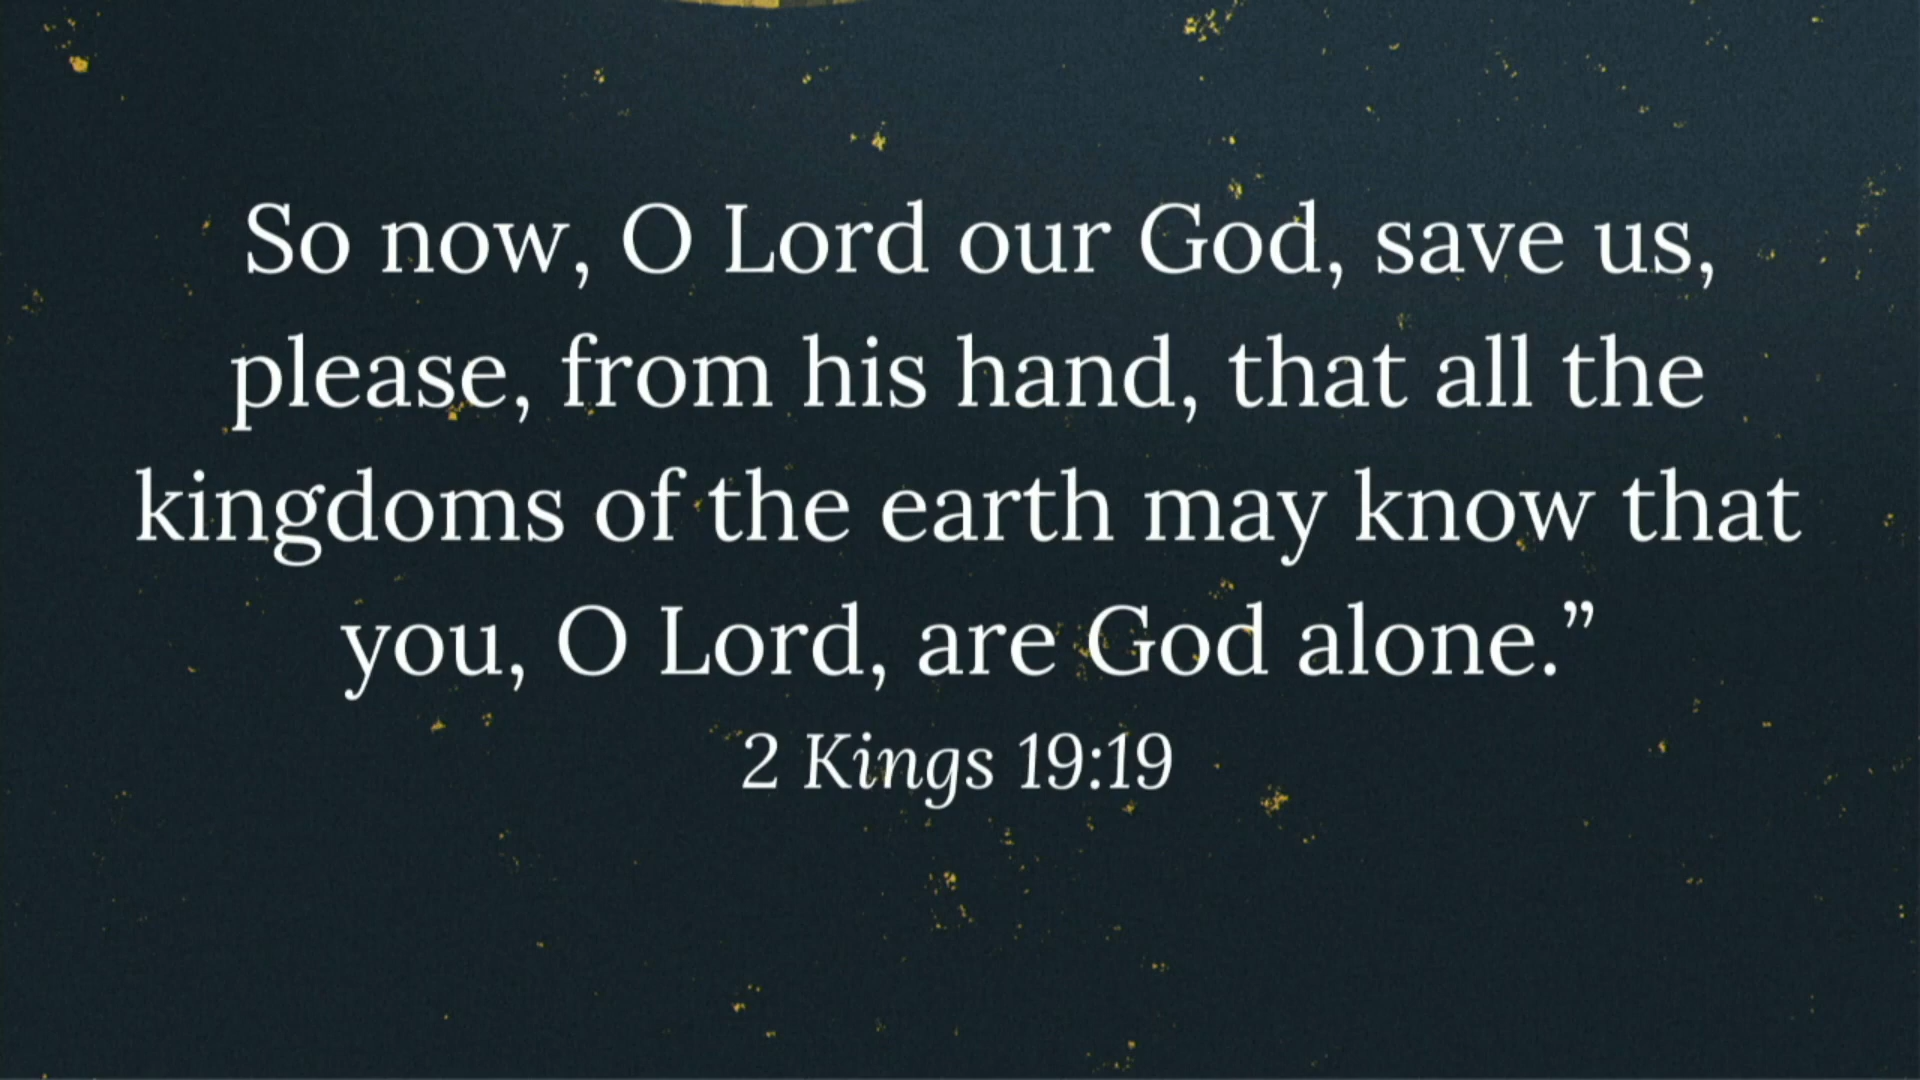 So now, O Lord our God, save us,
please, from his hand, that all the
kingdoms of the earth may know that
you, O Lord, are God alone.”
2 Kings 19:19